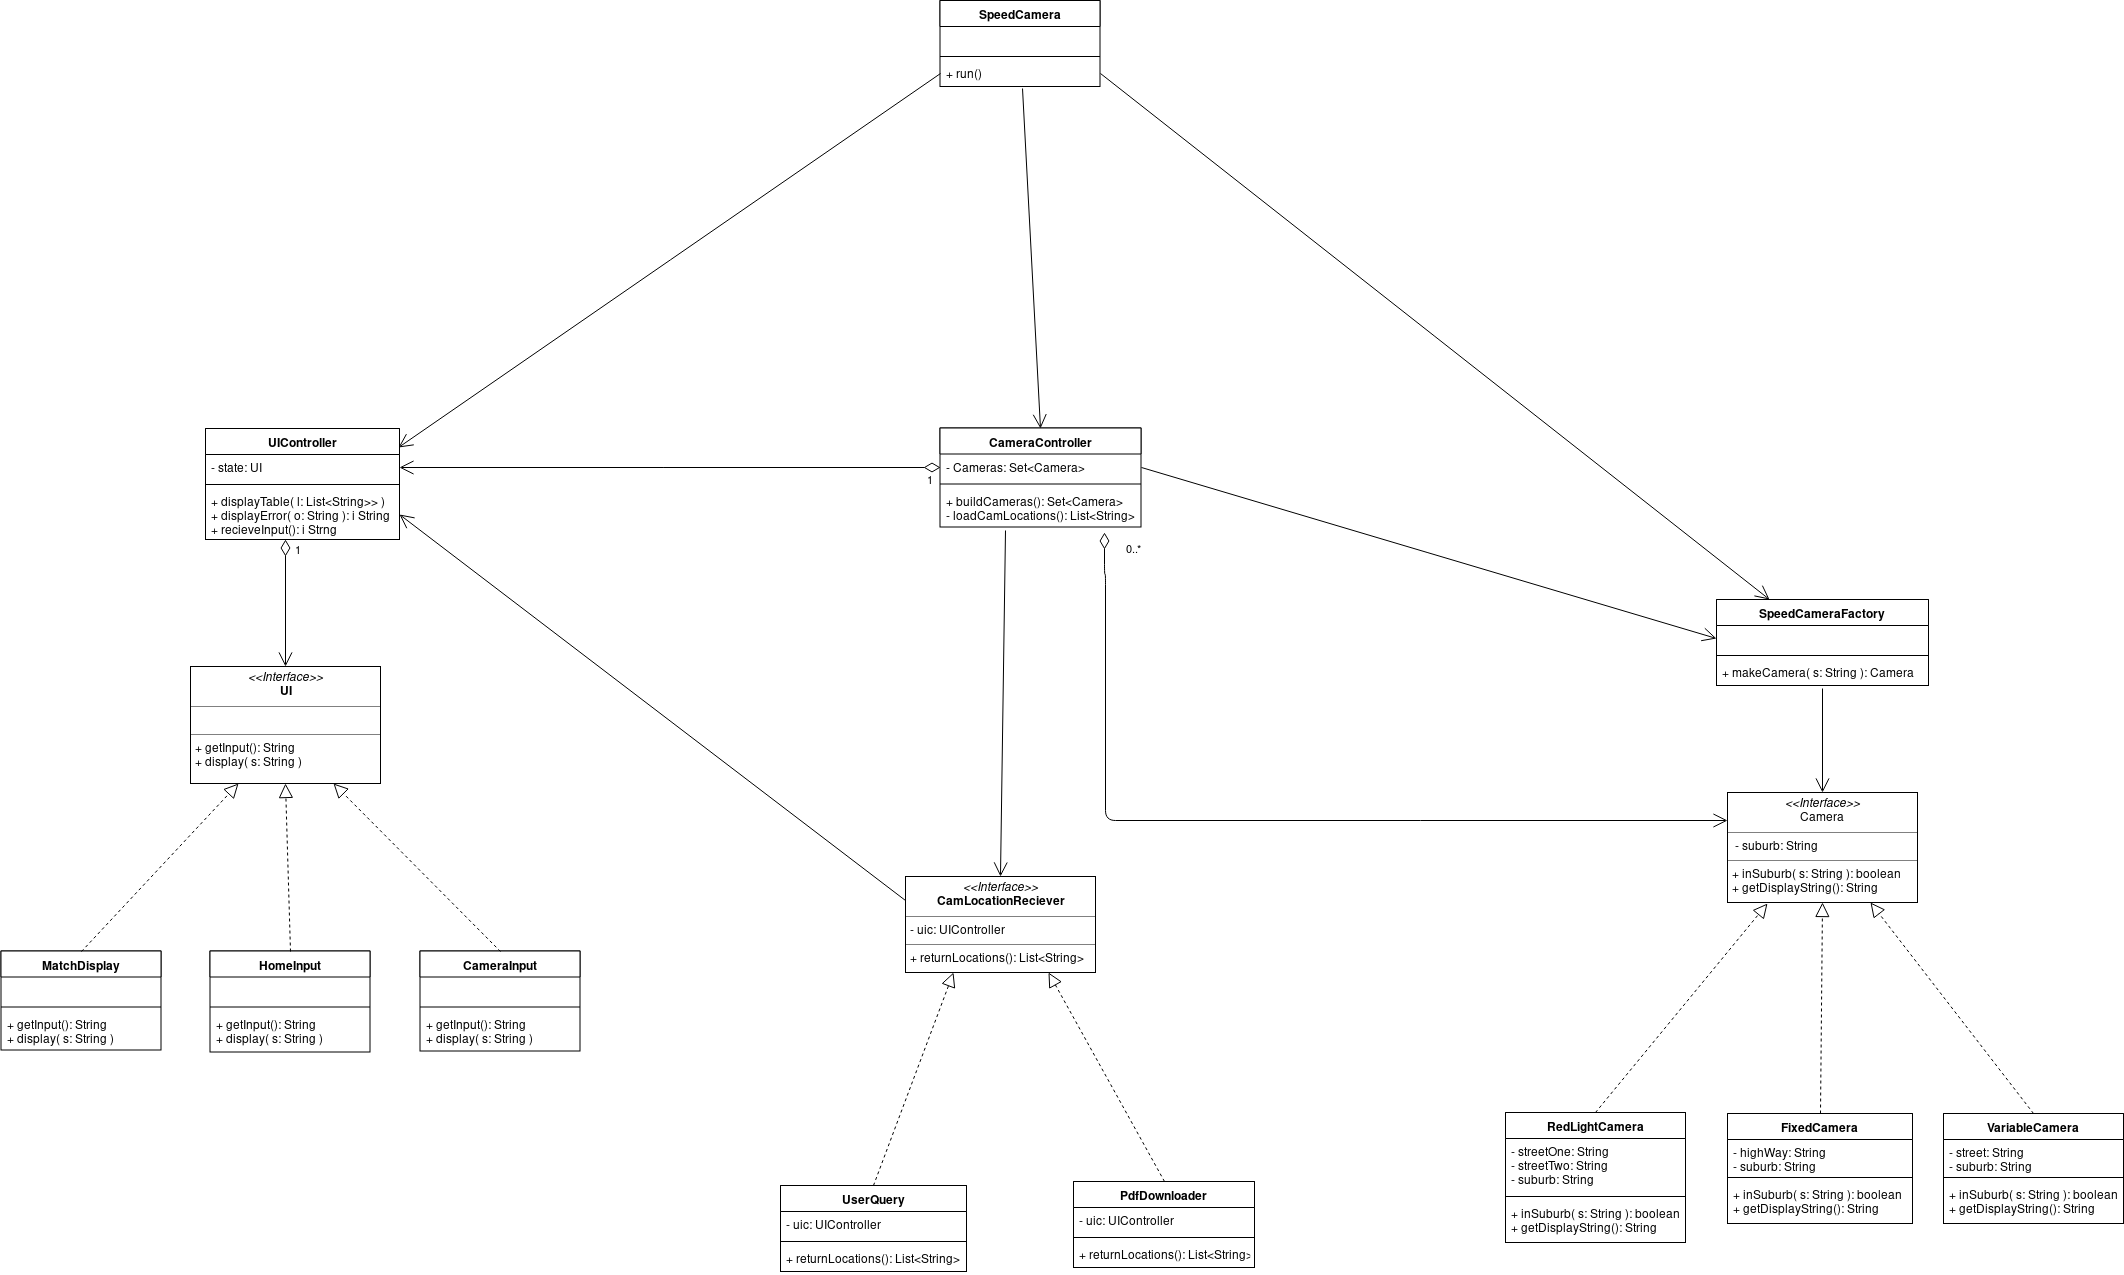 SpeedCamera
+ run()
UIController
- state: UI
+ displayTable( l: List<String>> )
+ displayError( o: String ): i String
+ recieveInput(): i Strng
1
CameraController
- Cameras: Set<Camera>
+ buildCameras(): Set<Camera>
- loadCamLocations(): List<String>
1
0..*
SpeedCameraFactory
+ makeCamera( s: String ): Camera
<<Interface>>
UI
+ getInput(): String
+ display( s: String )
<<Interface>>
Camera
- suburb: String
+ inSuburb( s: String ): boolean
+ getDisplayString(): String
<<Interface>>
CamLocationReciever
- uic: UIController
+ returnLocations(): List<String>
MatchDisplay
+ getInput(): String
+ display( s: String )
HomeInput
+ getInput(): String
+ display( s: String )
CameraInput
+ getInput(): String
+ display( s: String )
UserQuery
- uic: UIController
+ returnLocations(): List<String>
PdfDownloader
- uic: UIController
+ returnLocations(): List<String>
RedLightCamera
- streetOne: String
- streetTwo: String
- suburb: String
+ inSuburb( s: String ): boolean
+ getDisplayString(): String
FixedCamera
- highWay: String
- suburb: String
+ inSuburb( s: String ): boolean
+ getDisplayString(): String
VariableCamera
- street: String
- suburb: String
+ inSuburb( s: String ): boolean
+ getDisplayString(): String